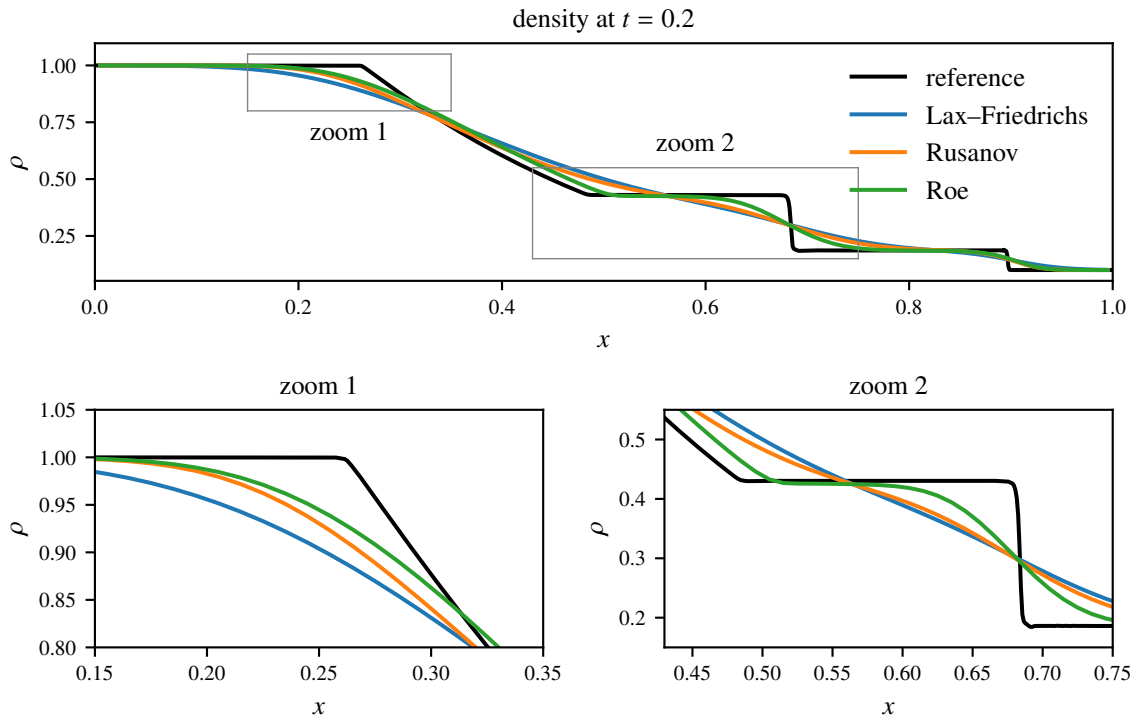 density at t = 0.2
ρ
1.00
0.75
0.50
0.25
zoom 1
zoom 2
reference
Lax–Friedrichs
Rusanov
Roe
0.0 0.2 0.4 0.6 0.8 1.0
x
zoom 1
ρ
1.05
1.00
0.95
0.90
0.85
0.80
0.15 0.20 0.25 0.30 0.35
x
zoom 2
ρ
0.5
0.4
0.3
0.2
0.45 0.50 0.55 0.60 0.65 0.70 0.75
x